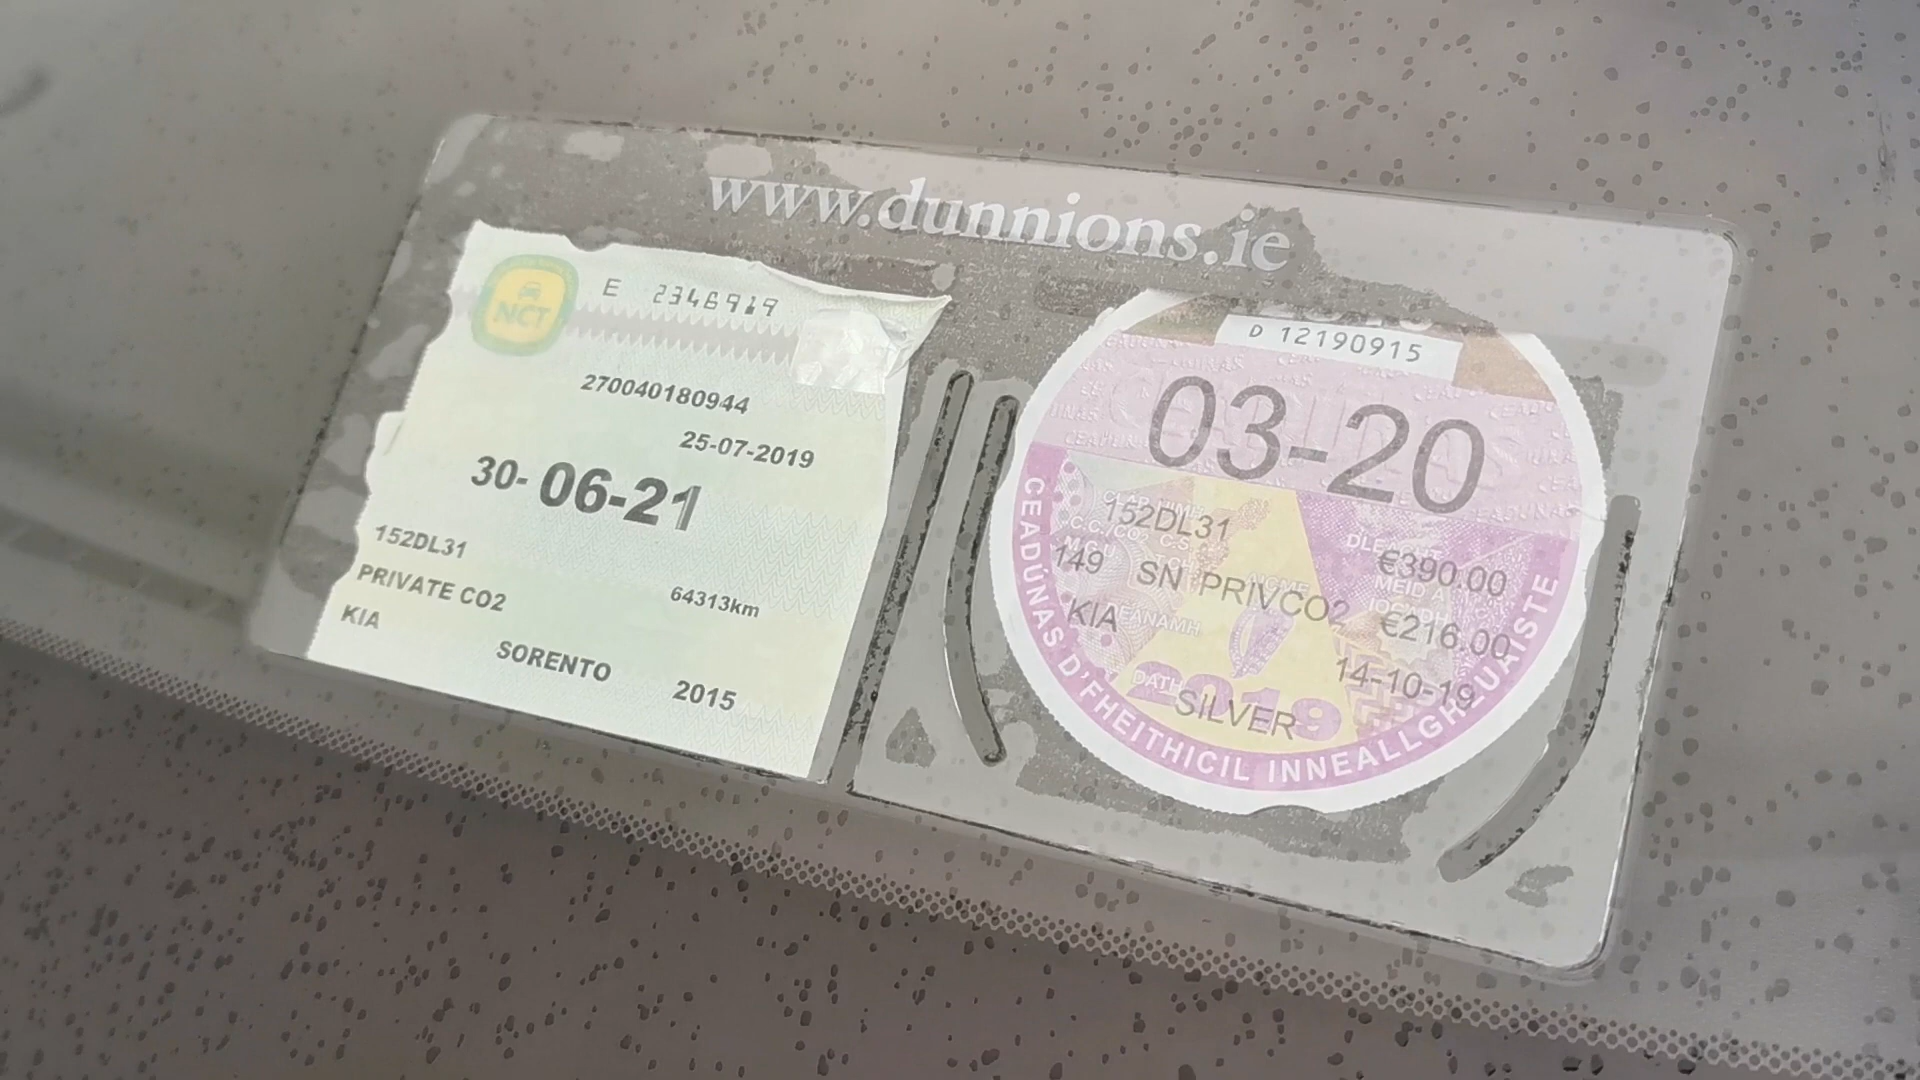 www.dunnions.ie
NCT
E 2346919
270040180944
25-07-2019
30-06-21
152DL31
PRIVATE CO2
64313km
KIA
SORENTO
2015
D 12190915
03-20
152DL31
€390.00
149 SN PRIVCO2
KIA
€216.00
14-10-19
SILVER
2019
CEADÚNAS D'FHEITHICIL INNEALLGHLUAISTE